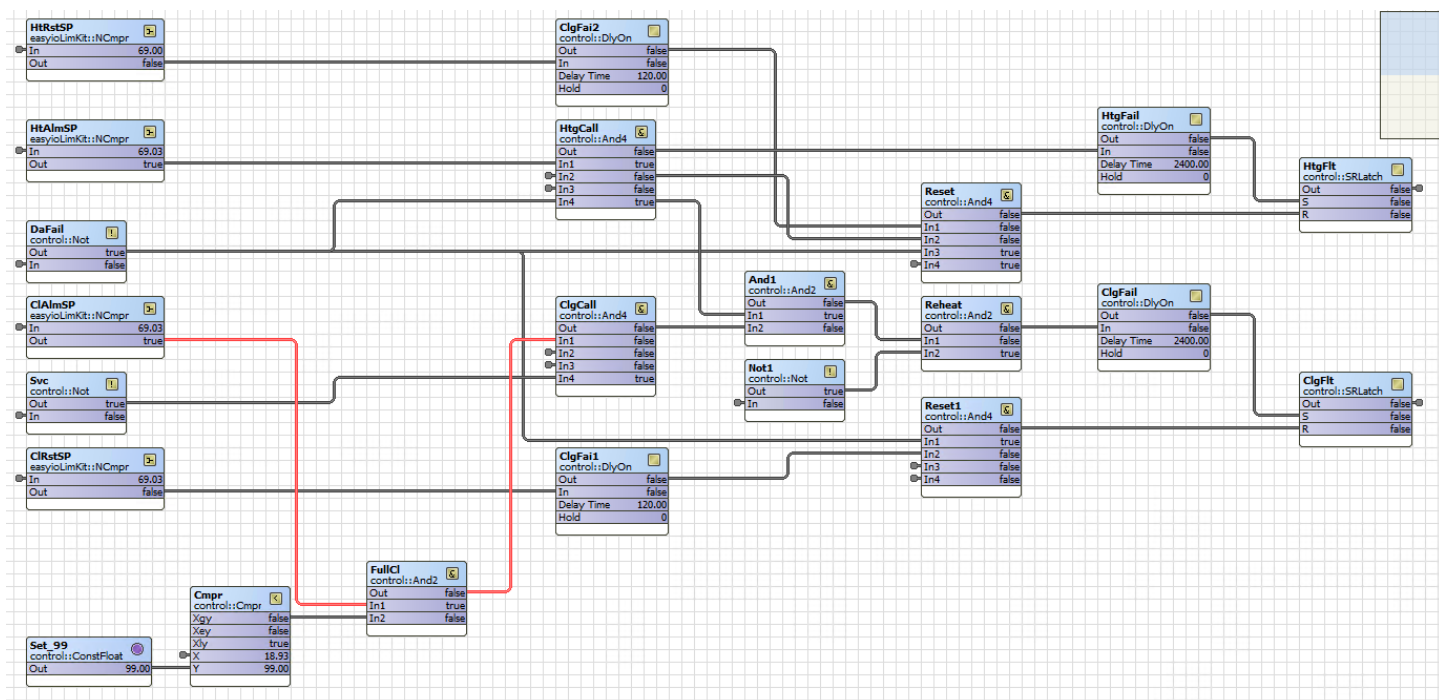 HtRstSP
easyioLimKit::NCmpr
In 69.00
Out false
ClgFai2
control::DlyOn
Out false
In false
Delay Time 120.00
Hold 0
HtAlmSP
easyioLimKit::NCmpr
In 69.03
Out true
HtgCall
control::And4
Out false
In1 true
In2 false
In3 false
In4 true
HtgFail
control::DlyOn
Out false
In false
Delay Time 2400.00
Hold 0
HtgFlt
control::SRLatch
Out false
S false
R false
Reset
control::And4
Out false
In1 false
In2 false
In3 true
In4 true
DaFail
control::Not
Out true
In false
ClAlmSP
easyioLimKit::NCmpr
In 69.03
Out true
ClgCall
control::And4
Out false
In1 false
In2 false
In3 false
In4 true
And1
control::And2
Out false
In1 true
In2 false
Reheat
control::And2
Out false
In1 false
In2 true
ClgFail
control::DlyOn
Out false
In false
Delay Time 2400.00
Hold 0
Svc
control::Not
Out true
In false
Not1
control::Not
Out true
In false
ClgFlt
control::SRLatch
Out false
S false
R false
Reset1
control::And4
Out false
In1 true
In2 false
In3 false
In4 false
ClRstSP
easyioLimKit::NCmpr
In 69.03
Out false
ClgFai1
control::DlyOn
Out false
In false
Delay Time 120.00
Hold 0
FullCl
control::And2
Out false
In1 true
In2 false
Cmpr
control::Cmpr
Xgy false
Xey false
Xly true
X 18.93
Y 99.00
Set_99
control::ConstFloat
Out 99.00